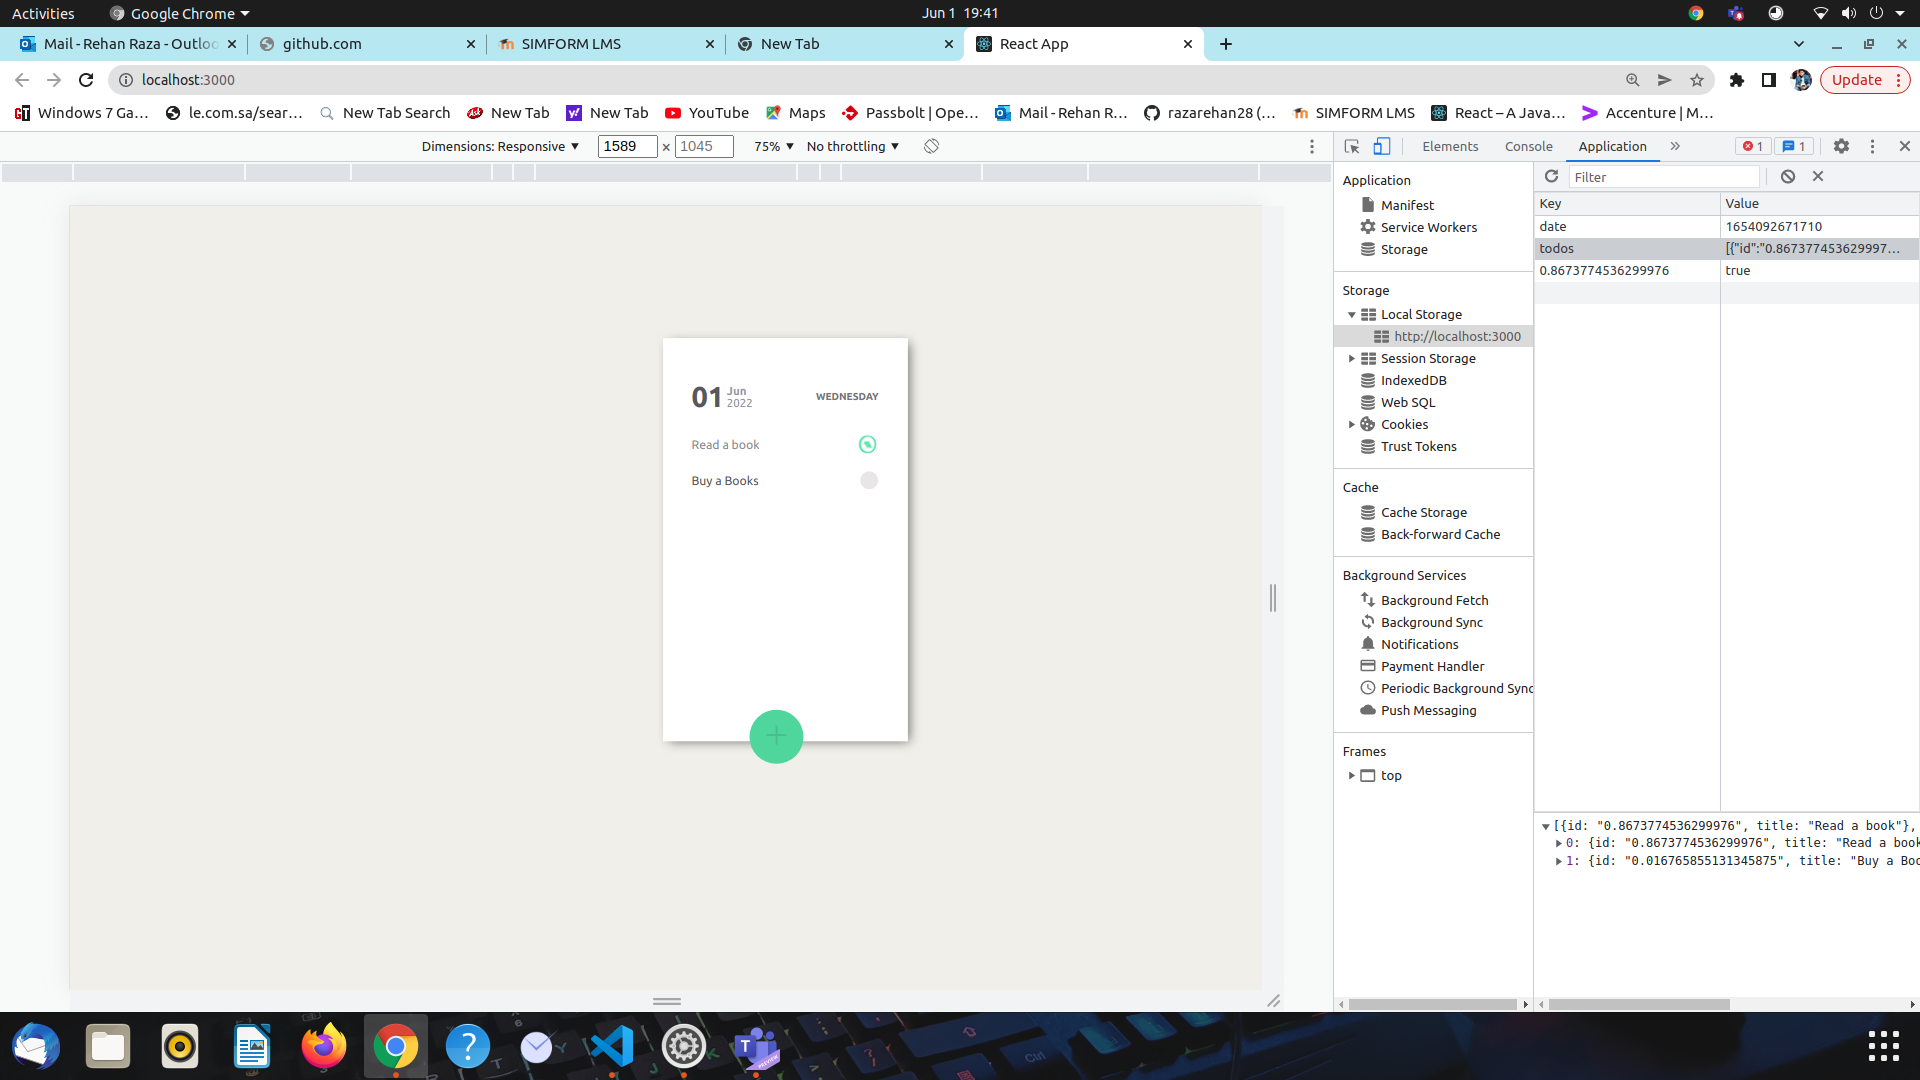 Activities Google Chrome Jun 1 19:41
Mail - Rehan Raza - Outloo github.com SIMFORM LMS New Tab React App
localhost:3000 Update
Windows 7 Ga… le.com.sa/sear… New Tab Search New Tab New Tab YouTube Maps Passbolt | Ope… Mail - Rehan R… razarehan28 (… SIMFORM LMS React – A Java… Accenture | M…
Dimensions: Responsive 1589 × 1045 75% No throttling
Elements Console Application 1 1
Filter
Application
Manifest
Service Workers
Storage
Storage
Local Storage
http://localhost:3000
Session Storage
IndexedDB
Web SQL
Cookies
Trust Tokens
Cache
Cache Storage
Back-forward Cache
Background Services
Background Fetch
Background Sync
Notifications
Payment Handler
Periodic Background Sync
Push Messaging
Frames
top
Key Value
date 1654092671710
todos [{"id":"0.867377453629997…
0.8673774536299976 true
[{id: "0.8673774536299976", title: "Read a book"},
0: {id: "0.8673774536299976", title: "Read a book
1: {id: "0.016765855131345875", title: "Buy a Boo
01 Jun 2022 WEDNESDAY
Read a book
Buy a Books